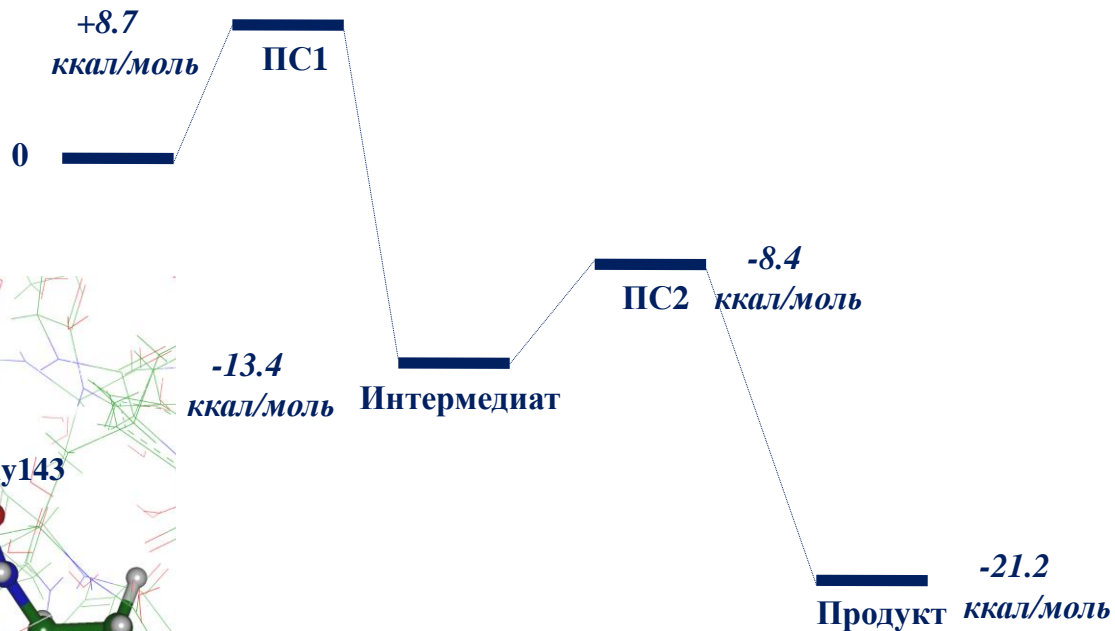 +8.7
ккал/моль
ПС1
0
-8.4
ПС2 ккал/моль
-13.4
ккал/моль
Интермедиат
y143
-21.2
Продукт ккал/моль